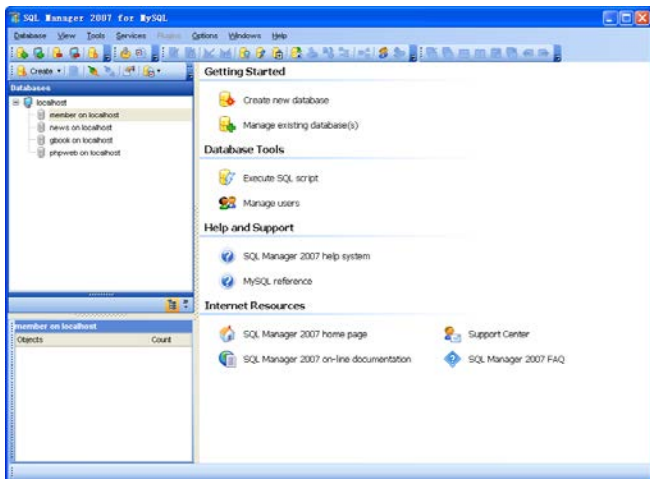 SQL Manager 2007 for MySQL
Database View Tools Services Plugins Options Windows Help
Create
Databases
localhost
member on localhost
news on localhost
gbook on localhost
phpweb on localhost
member on localhost
Objects Count
Getting Started
Create new database
Manage existing database(s)
Database Tools
Execute SQL script
Manage users
Help and Support
SQL Manager 2007 help system
MySQL reference
Internet Resources
SQL Manager 2007 home page
Support Center
SQL Manager 2007 on-line documentation
SQL Manager 2007 FAQ